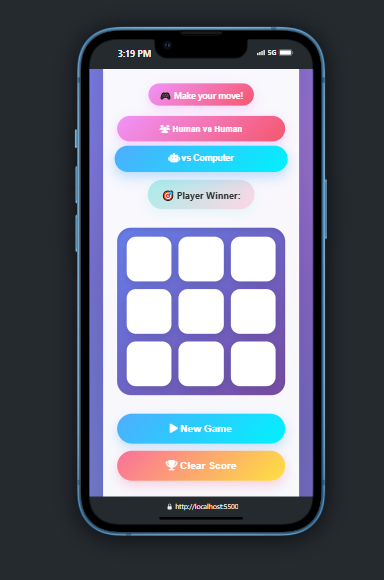 3:19 PM
5G
🎮 Make your move!
Human vs Human
vs Computer
🎯 Player Winner:
New Game
Clear Score
http://localhost:5500